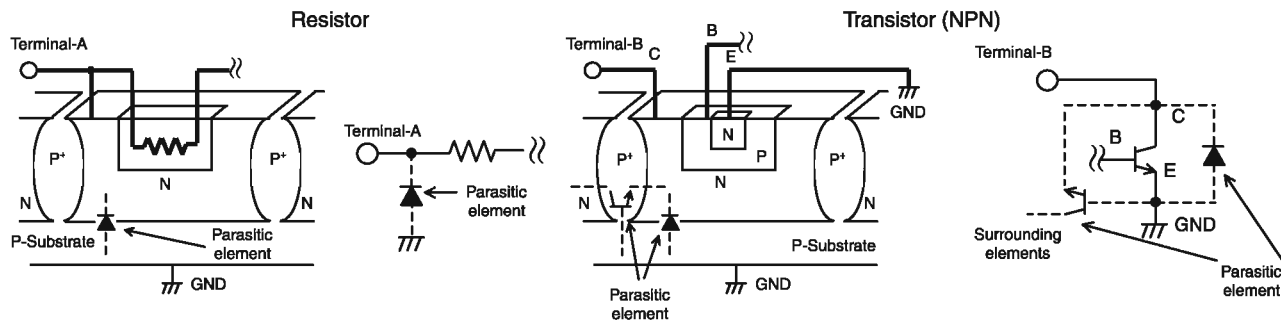 Resistor
Terminal-A
P+
P+
N
N
N
P-Substrate
Parasitic
element
GND
Terminal-A
Parasitic
element
Transistor (NPN)
Terminal-B
C
B
E
GND
P+
N
P
P+
N
N
N
P-Substrate
GND
Parasitic
element
Terminal-B
C
B
E
GND
Surrounding
elements
Parasitic
element